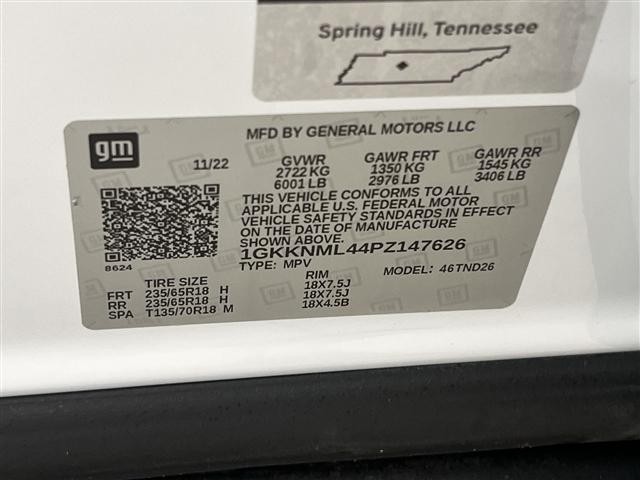 Spring Hill, Tennessee
gm
MFD BY GENERAL MOTORS LLC
11/22 GVWR GAWR FRT GAWR RR
2722 KG 1350 KG 1545 KG
6001 LB 2976 LB 3406 LB
THIS VEHICLE CONFORMS TO ALL
APPLICABLE U.S. FEDERAL MOTOR
VEHICLE SAFETY STANDARDS IN EFFECT
ON THE DATE OF MANUFACTURE
SHOWN ABOVE.
1GKKNML44PZ147626
8624
TYPE: MPV MODEL: 46TND26
TIRE SIZE RIM
FRT 235/65R18 H 18X7.5J
RR 235/65R18 H 18X7.5J
SPA T135/70R18 M 18X4.5B